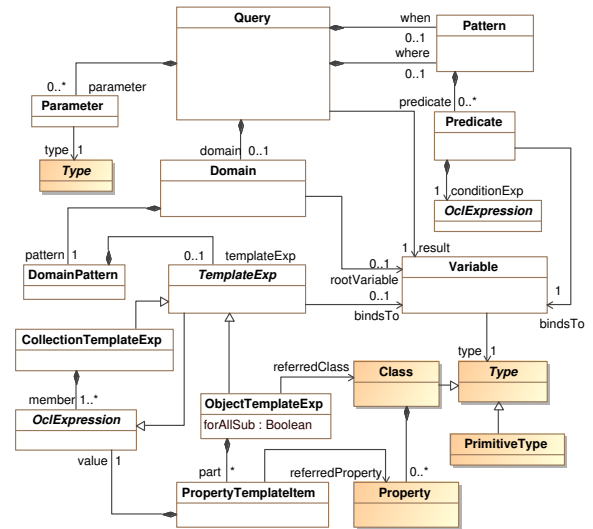 Query
when
0..1
where
0..1
Pattern
0..*
parameter
Parameter
predicate
0..*
Predicate
type
1
Type
domain
0..1
Domain
1
conditionExp
OclExpression
pattern
1
DomainPattern
0..1
templateExp
TemplateExp
1
result
0..1
rootVariable
0..1
bindsTo
Variable
1
bindsTo
CollectionTemplateExp
type
1
referredClass
Class
Type
member
1..*
OclExpression
ObjectTemplateExp
forAllSub : Boolean
PrimitiveType
value
1
part
*
referredProperty
0..*
PropertyTemplateItem
Property